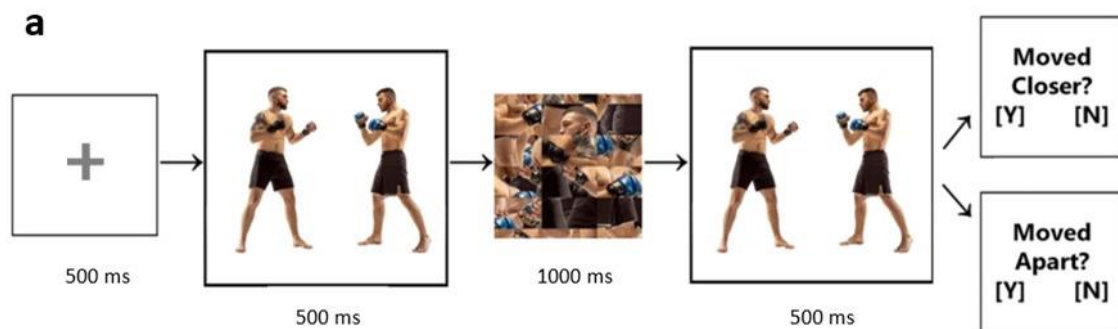 a
500 ms
500 ms
1000 ms
500 ms
Moved
Closer?
[Y] [N]
Moved
Apart?
[Y] [N]